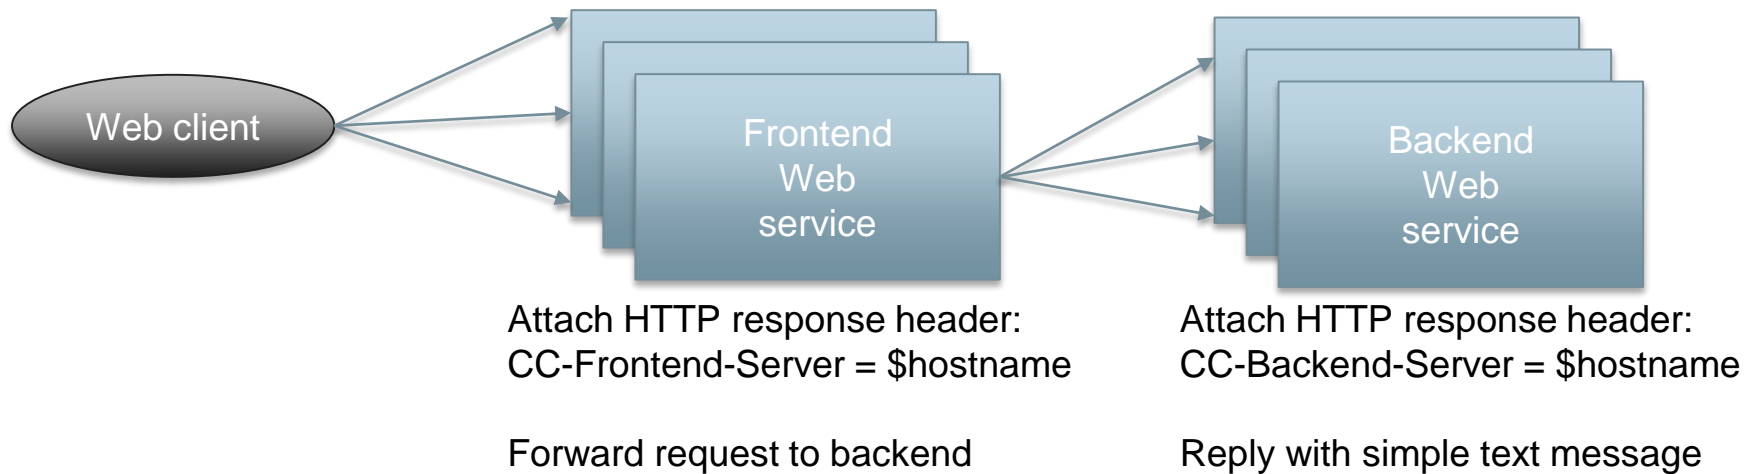 Web client
Frontend
Web
service
Backend
Web
service
Attach HTTP response header:
CC-Frontend-Server = $hostname
Forward request to backend
Attach HTTP response header:
CC-Backend-Server = $hostname
Reply with simple text message